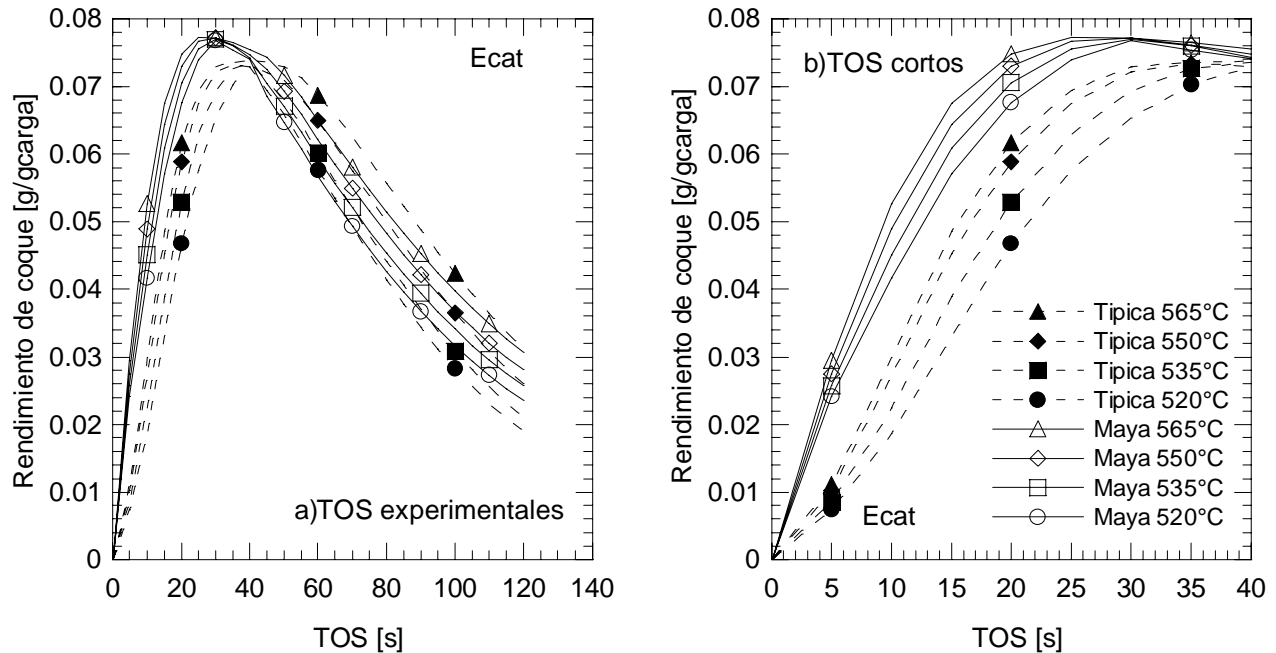 Rendimiento de coque [g/gcarga]
0.08
0.07
0.06
0.05
0.04
0.03
0.02
0.01
0
Ecat
a)TOS experimentales
0 20 40 60 80 100 120 140
TOS [s]
Rendimiento de coque [g/gcarga]
0.08
0.07
0.06
0.05
0.04
0.03
0.02
0.01
0
b)TOS cortos
Tipica 565°C
Tipica 550°C
Tipica 535°C
Tipica 520°C
Maya 565°C
Maya 550°C
Maya 535°C
Maya 520°C
Ecat
0 5 10 15 20 25 30 35 40
TOS [s]